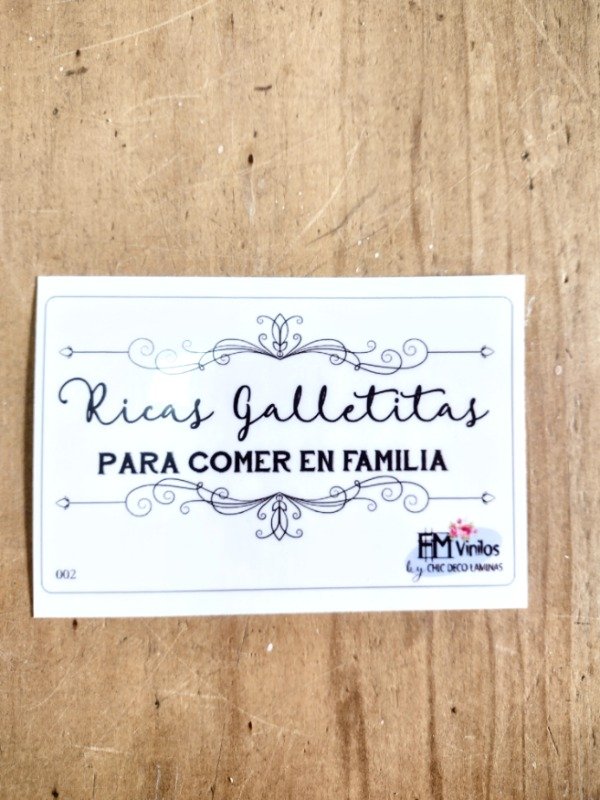 Ricas Galletitas
PARA COMER EN FAMILIA
002
FM Vinilos
by CHIC DECO LAMINAS